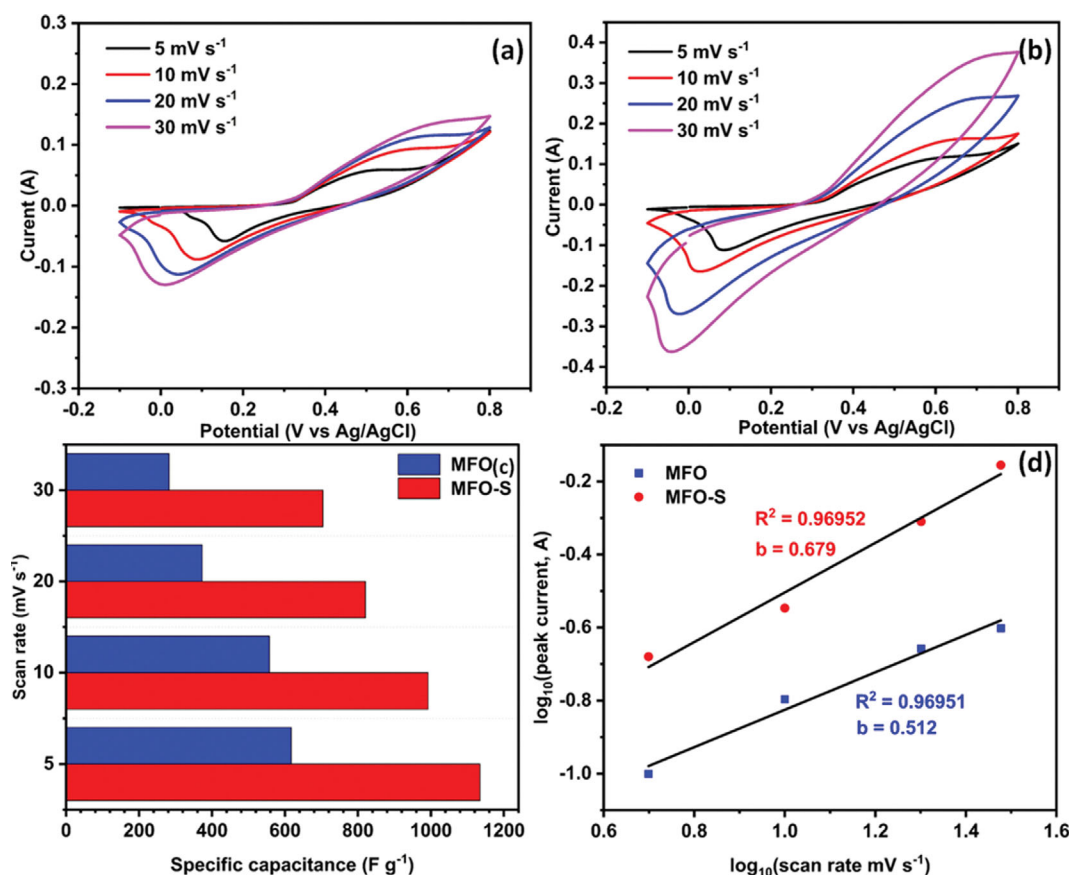 (a)
5 mV s⁻¹
10 mV s⁻¹
20 mV s⁻¹
30 mV s⁻¹
0.3
0.2
0.1
0.0
-0.1
-0.2
-0.3
Current (A)
-0.2 0.0 0.2 0.4 0.6 0.8
Potential (V vs Ag/AgCl)
(b)
5 mV s⁻¹
10 mV s⁻¹
20 mV s⁻¹
30 mV s⁻¹
0.4
0.3
0.2
0.1
0.0
-0.1
-0.2
-0.3
-0.4
Current (A)
-0.2 0.0 0.2 0.4 0.6 0.8 1.0
Potential (V vs Ag/AgCl)
MFO(c)
MFO-S
30
20
10
5
Scan rate (mV s⁻¹)
0 200 400 600 800 1000 1200
Specific capacitance (F g⁻¹)
(d)
MFO
MFO-S
R² = 0.96952
b = 0.679
R² = 0.96951
b = 0.512
-0.2
-0.4
-0.6
-0.8
-1.0
log₁₀(peak current, A)
0.6 0.8 1.0 1.2 1.4 1.6
log₁₀(scan rate mV s⁻¹)